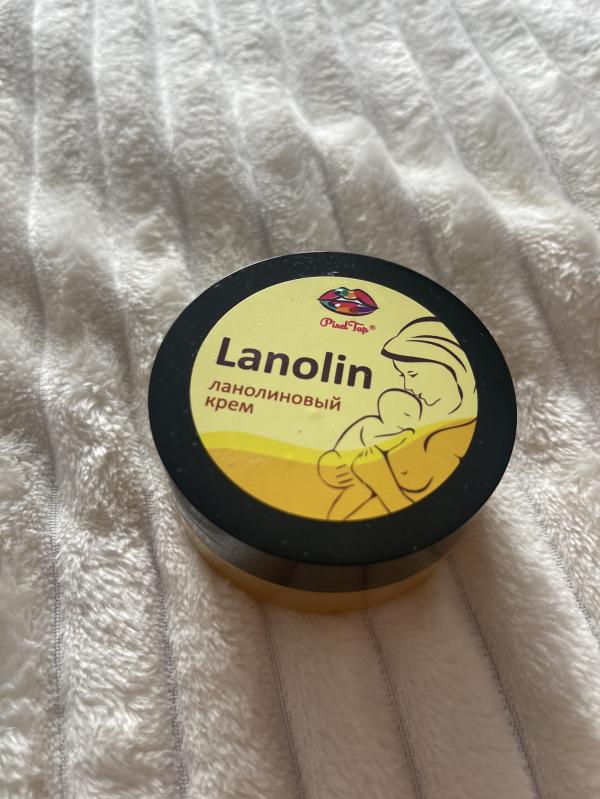 Pixel Tap®
Lanolin
ланолиновый
крем